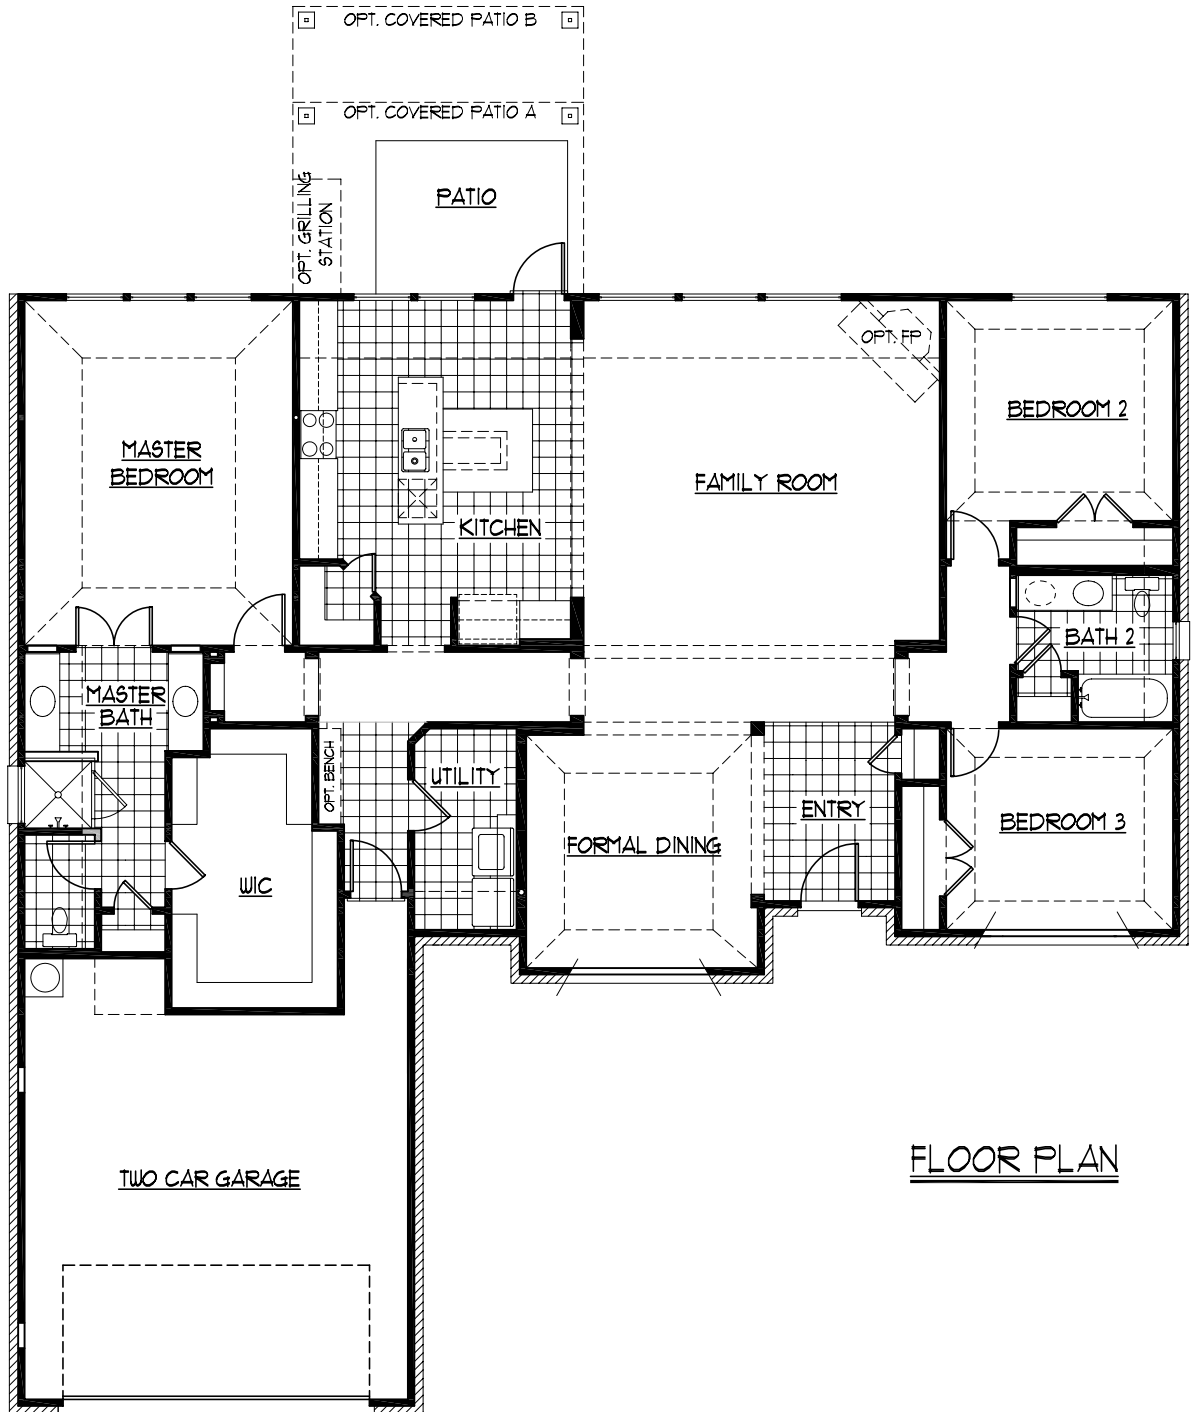 OPT. COVERED PATIO B
OPT. COVERED PATIO A
PATIO
OPT. GRILLING
STATION
OPT. FP
BEDROOM 2
MASTER
BEDROOM
FAMILY ROOM
KITCHEN
BATH 2
MASTER
BATH
OPT. BENCH
UTILITY
ENTRY
BEDROOM 3
FORMAL DINING
WIC
FLOOR PLAN
TWO CAR GARAGE